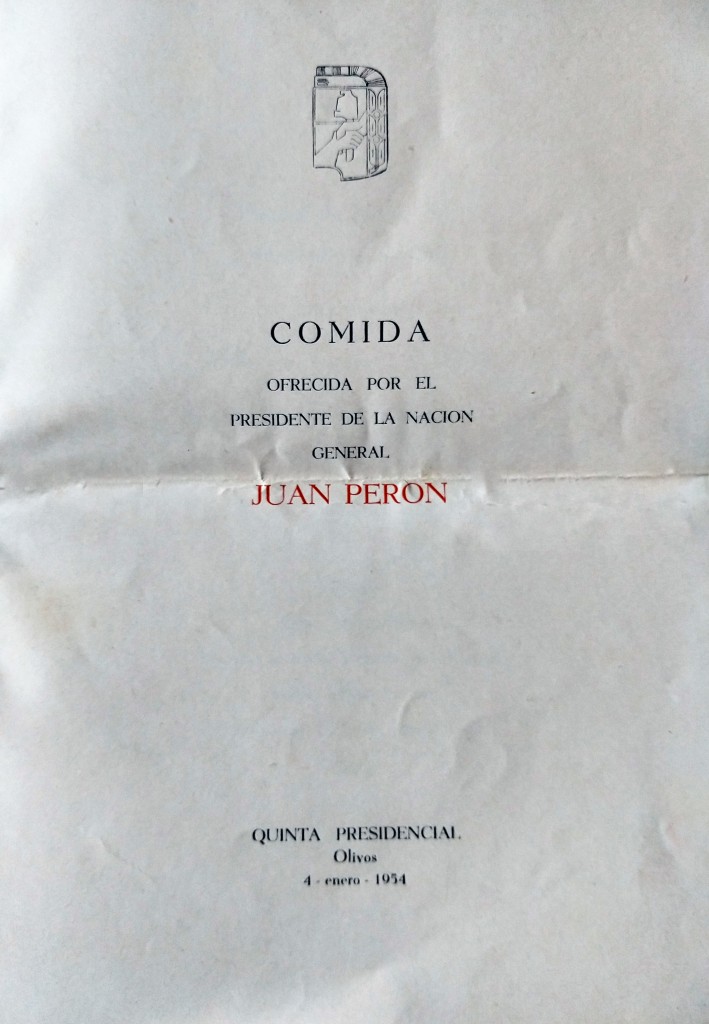 COMIDA
OFRECIDA POR EL
PRESIDENTE DE LA NACION
GENERAL
JUAN PERON
QUINTA PRESIDENCIAL
Olivos
4 - enero - 1954